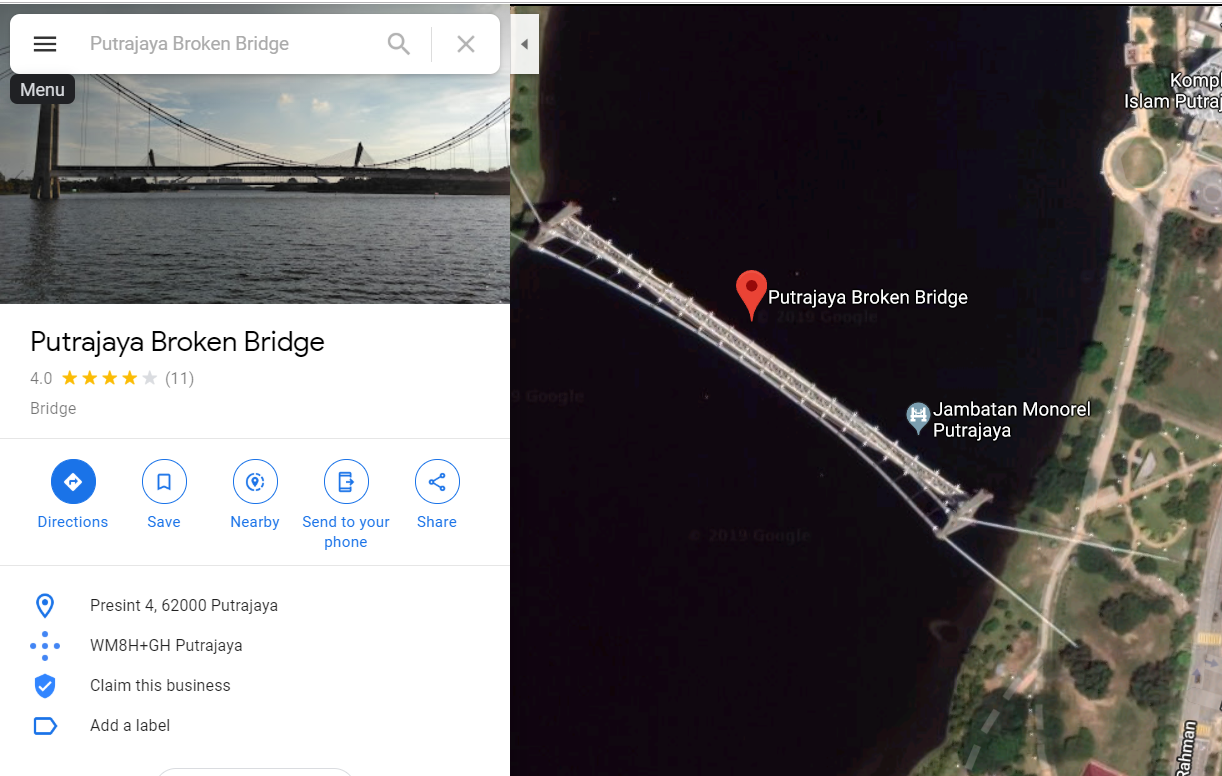 Putrajaya Broken Bridge
Menu
Putrajaya Broken Bridge
4.0 (11)
Bridge
Directions
Save
Nearby
Send to your
phone
Share
Presint 4, 62000 Putrajaya
WM8H+GH Putrajaya
Claim this business
Add a label
Kompl
Islam Putraj
Putrajaya Broken Bridge
© 2019 Google
9 Google
Jambatan Monorel
Putrajaya
© 2019 Google
Rahman